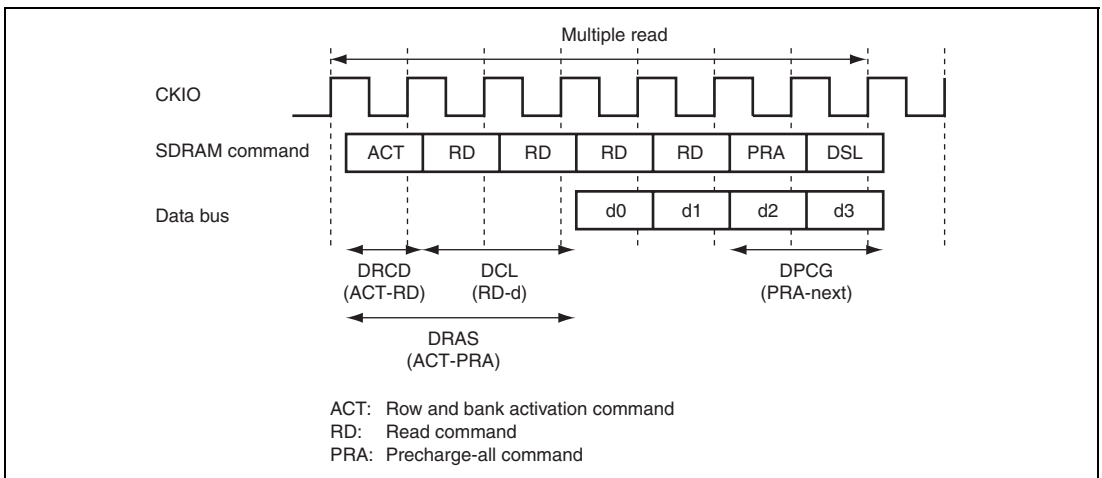 Multiple read
CKIO
SDRAM command ACT RD RD RD RD PRA DSL
Data bus d0 d1 d2 d3
DRCD DCL DPCG
(ACT-RD) (RD-d) (PRA-next)
DRAS
(ACT-PRA)
ACT: Row and bank activation command
RD: Read command
PRA: Precharge-all command